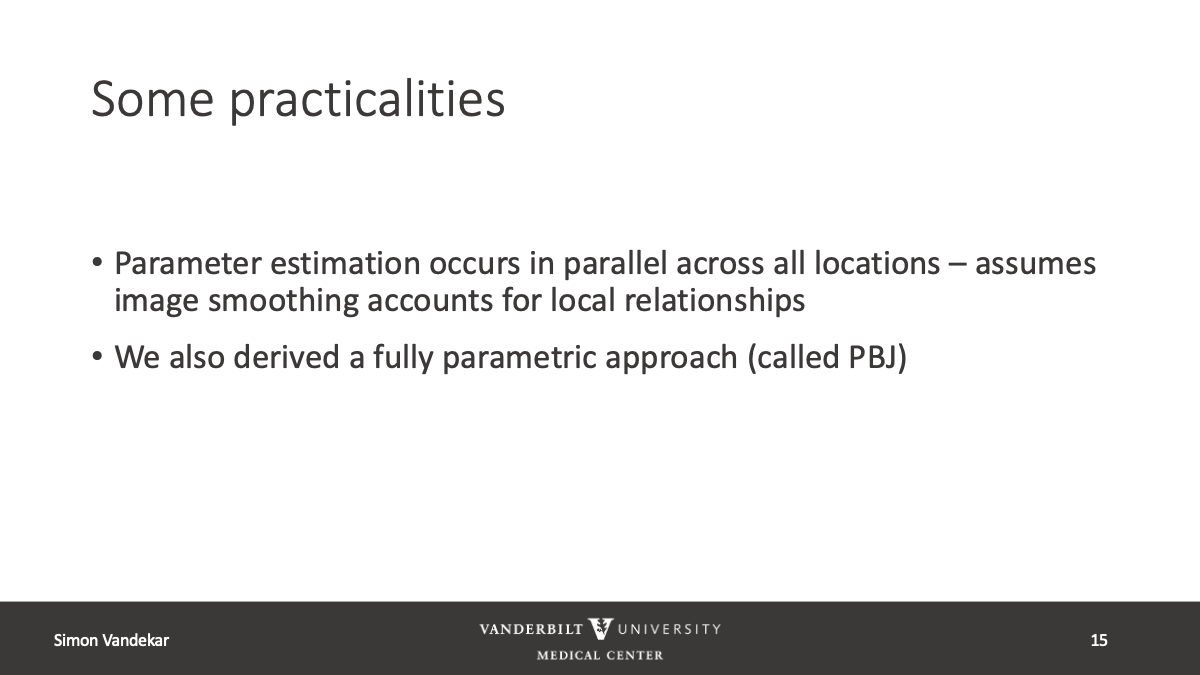 Some practicalities
• Parameter estimation occurs in parallel across all locations – assumes
image smoothing accounts for local relationships
• We also derived a fully parametric approach (called PBJ)
Simon Vandekar
VANDERBILT UNIVERSITY
MEDICAL CENTER
15